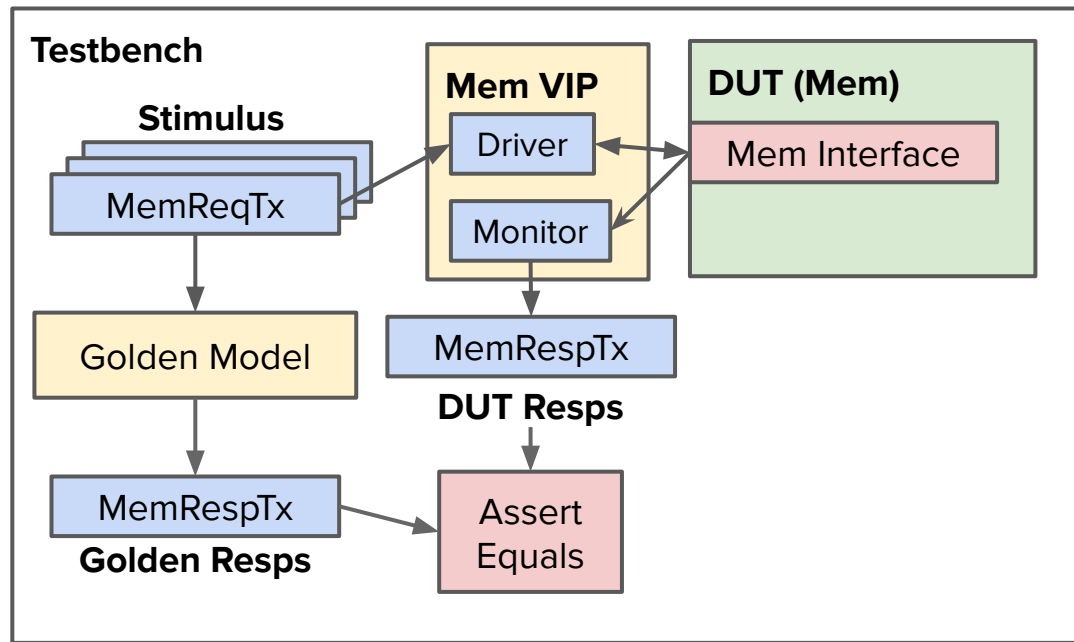 Testbench
Stimulus
MemReqTx
Mem VIP
Driver
Monitor
DUT (Mem)
Mem Interface
Golden Model
MemRespTx
DUT Resps
MemRespTx
Golden Resps
Assert
Equals